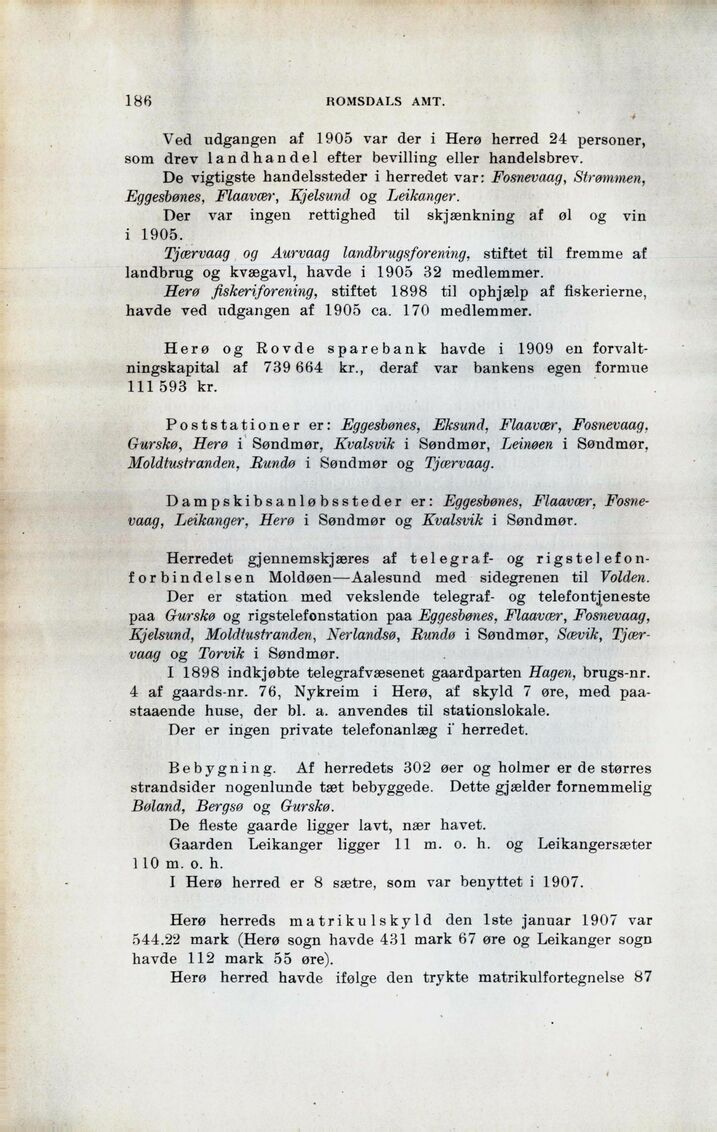 186 ROMSDALS AMT.
Ved udgangen af 1905 var der i Herø herred 24 personer,
som drev landhandel efter bevilling eller handelsbrev.
De vigtigste handelssteder i herredet var: Fosnevaag, Strømmen,
Eggesbønes, Flaavær, Kjelsund og Leikanger.
Der var ingen rettighed til skjænkning af øl og vin
i 1905.
Tjærvaag og Aurvaag landbrugsforening, stiftet til fremme af
landbrug og kvægavl, havde i 1905 32 medlemmer.
Herø fiskeriforening, stiftet 1898 til ophjælp af fiskerierne,
havde ved udgangen af 1905 ca. 170 medlemmer.
Herø og Rovde sparebank havde i 1909 en forvalt-
ningskapital af 739 664 kr., deraf var bankens egen formue
111 593 kr.
Poststationer er: Eggesbønes, Eksund, Flaavær, Fosnevaag,
Gurskø, Herø i Søndmør, Kvalsvik i Søndmør, Leinøen i Søndmør,
Moldtustranden, Rundø i Søndmør og Tjærvaag.
Dampskibsanløbssteder er: Eggesbønes, Flaavær, Fosne-
vaag, Leikanger, Herø i Søndmør og Kvalsvik i Søndmør.
Herredet gjennemskjæres af telegraf- og rigstelefon-
forbindelsen Moldøen—Aalesund med sidegrenen til Volden.
Der er station med vekslende telegraf- og telefontjeneste
paa Gurskø og rigstelefonstation paa Eggesbønes, Flaavær, Fosnevaag,
Kjelsund, Moldtustranden, Nerlandsø, Rundø i Søndmør, Sævik, Tjær-
vaag og Torvik i Søndmør.
I 1898 indkjøbte telegrafvæsenet gaardparten Hagen, brugs-nr.
4 af gaards-nr. 76, Nykreim i Herø, af skyld 7 øre, med paa-
staaende huse, der bl. a. anvendes til stationslokale.
Der er ingen private telefonanlæg i herredet.
Bebygning. Af herredets 302 øer og holmer er de størres
strandsider nogenlunde tæt bebyggede. Dette gjælder fornemmelig
Bøland, Bergsø og Gurskø.
De fleste gaarde ligger lavt, nær havet.
Gaarden Leikanger ligger 11 m. o. h. og Leikangersæter
110 m. o. h.
I Herø herred er 8 sætre, som var benyttet i 1907.
Herø herreds matrikulskyld den 1ste januar 1907 var
544.22 mark (Herø sogn havde 431 mark 67 øre og Leikanger sogn
havde 112 mark 55 øre).
Herø herred havde ifølge den trykte matrikulfortegnelse 87